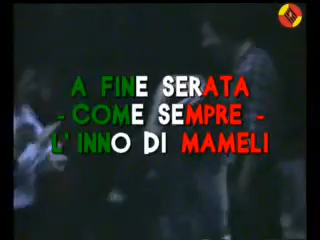 A FINE SERATA
- COME SEMPRE -
L'INNO DI MAMELI